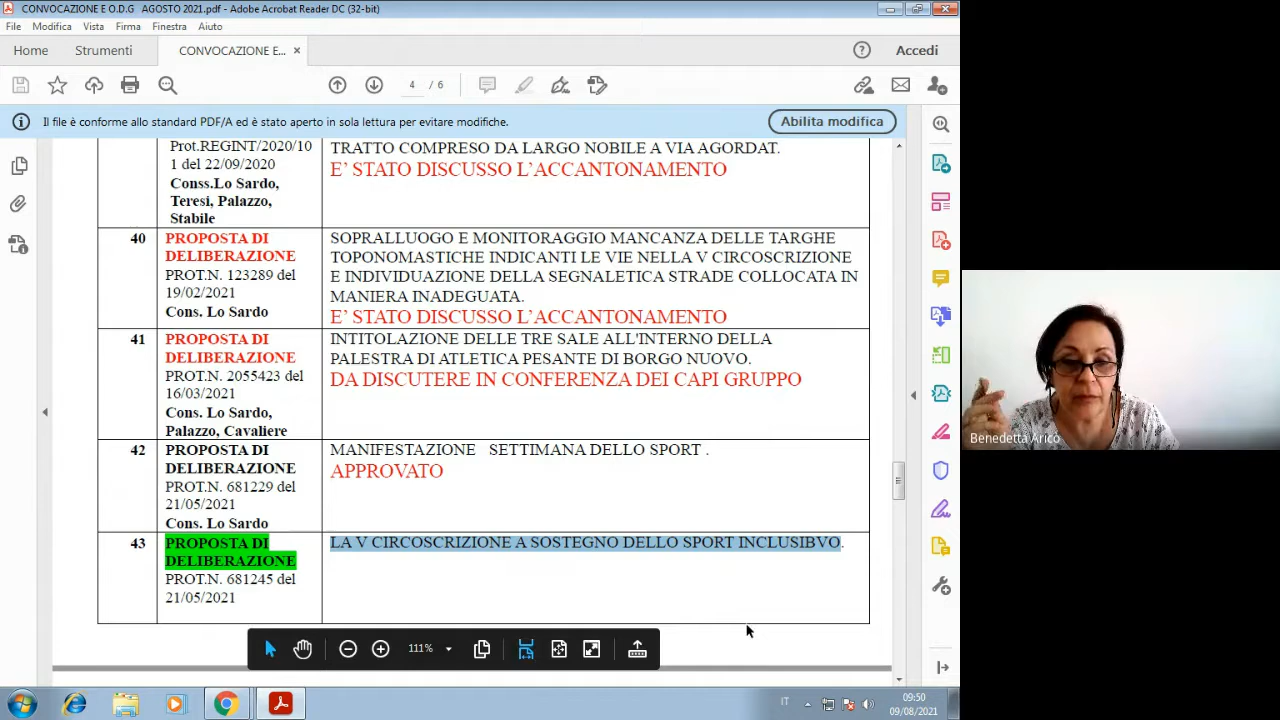 CONVOCAZIONE E O.D.G AGOSTO 2021.pdf - Adobe Acrobat Reader DC (32-bit)
File Modifica Vista Firma Finestra Aiuto
Home Strumenti CONVOCAZIONE E... × Accedi
4 / 6
Il file è conforme allo standard PDF/A ed è stato aperto in sola lettura per evitare modifiche. Abilita modifica
Prot.REGINT/2020/10
1 del 22/09/2020
Conss.Lo Sardo,
Teresi, Palazzo,
Stabile
TRATTO COMPRESO DA LARGO NOBILE A VIA AGORDAT.
E' STATO DISCUSSO L'ACCANTONAMENTO
40
PROPOSTA DI
DELIBERAZIONE
PROT.N. 123289 del
19/02/2021
Cons. Lo Sardo
SOPRALLUOGO E MONITORAGGIO MANCANZA DELLE TARGHE
TOPONOMASTICHE INDICANTI LE VIE NELLA V CIRCOSCRIZIONE
E INDIVIDUAZIONE DELLA SEGNALETICA STRADE COLLOCATA IN
MANIERA INADEGUATA.
E' STATO DISCUSSO L'ACCANTONAMENTO
41
PROPOSTA DI
DELIBERAZIONE
PROT.N. 2055423 del
16/03/2021
Cons. Lo Sardo,
Palazzo, Cavaliere
INTITOLAZIONE DELLE TRE SALE ALL'INTERNO DELLA
PALESTRA DI ATLETICA PESANTE DI BORGO NUOVO.
DA DISCUTERE IN CONFERENZA DEI CAPI GRUPPO
42
PROPOSTA DI
DELIBERAZIONE
PROT.N. 681229 del
21/05/2021
Cons. Lo Sardo
MANIFESTAZIONE SETTIMANA DELLO SPORT .
APPROVATO
43
PROPOSTA DI
DELIBERAZIONE
PROT.N. 681245 del
21/05/2021
LA V CIRCOSCRIZIONE A SOSTEGNO DELLO SPORT INCLUSIBVO.
111%
IT
09:50
09/08/2021
Benedetta Aricò